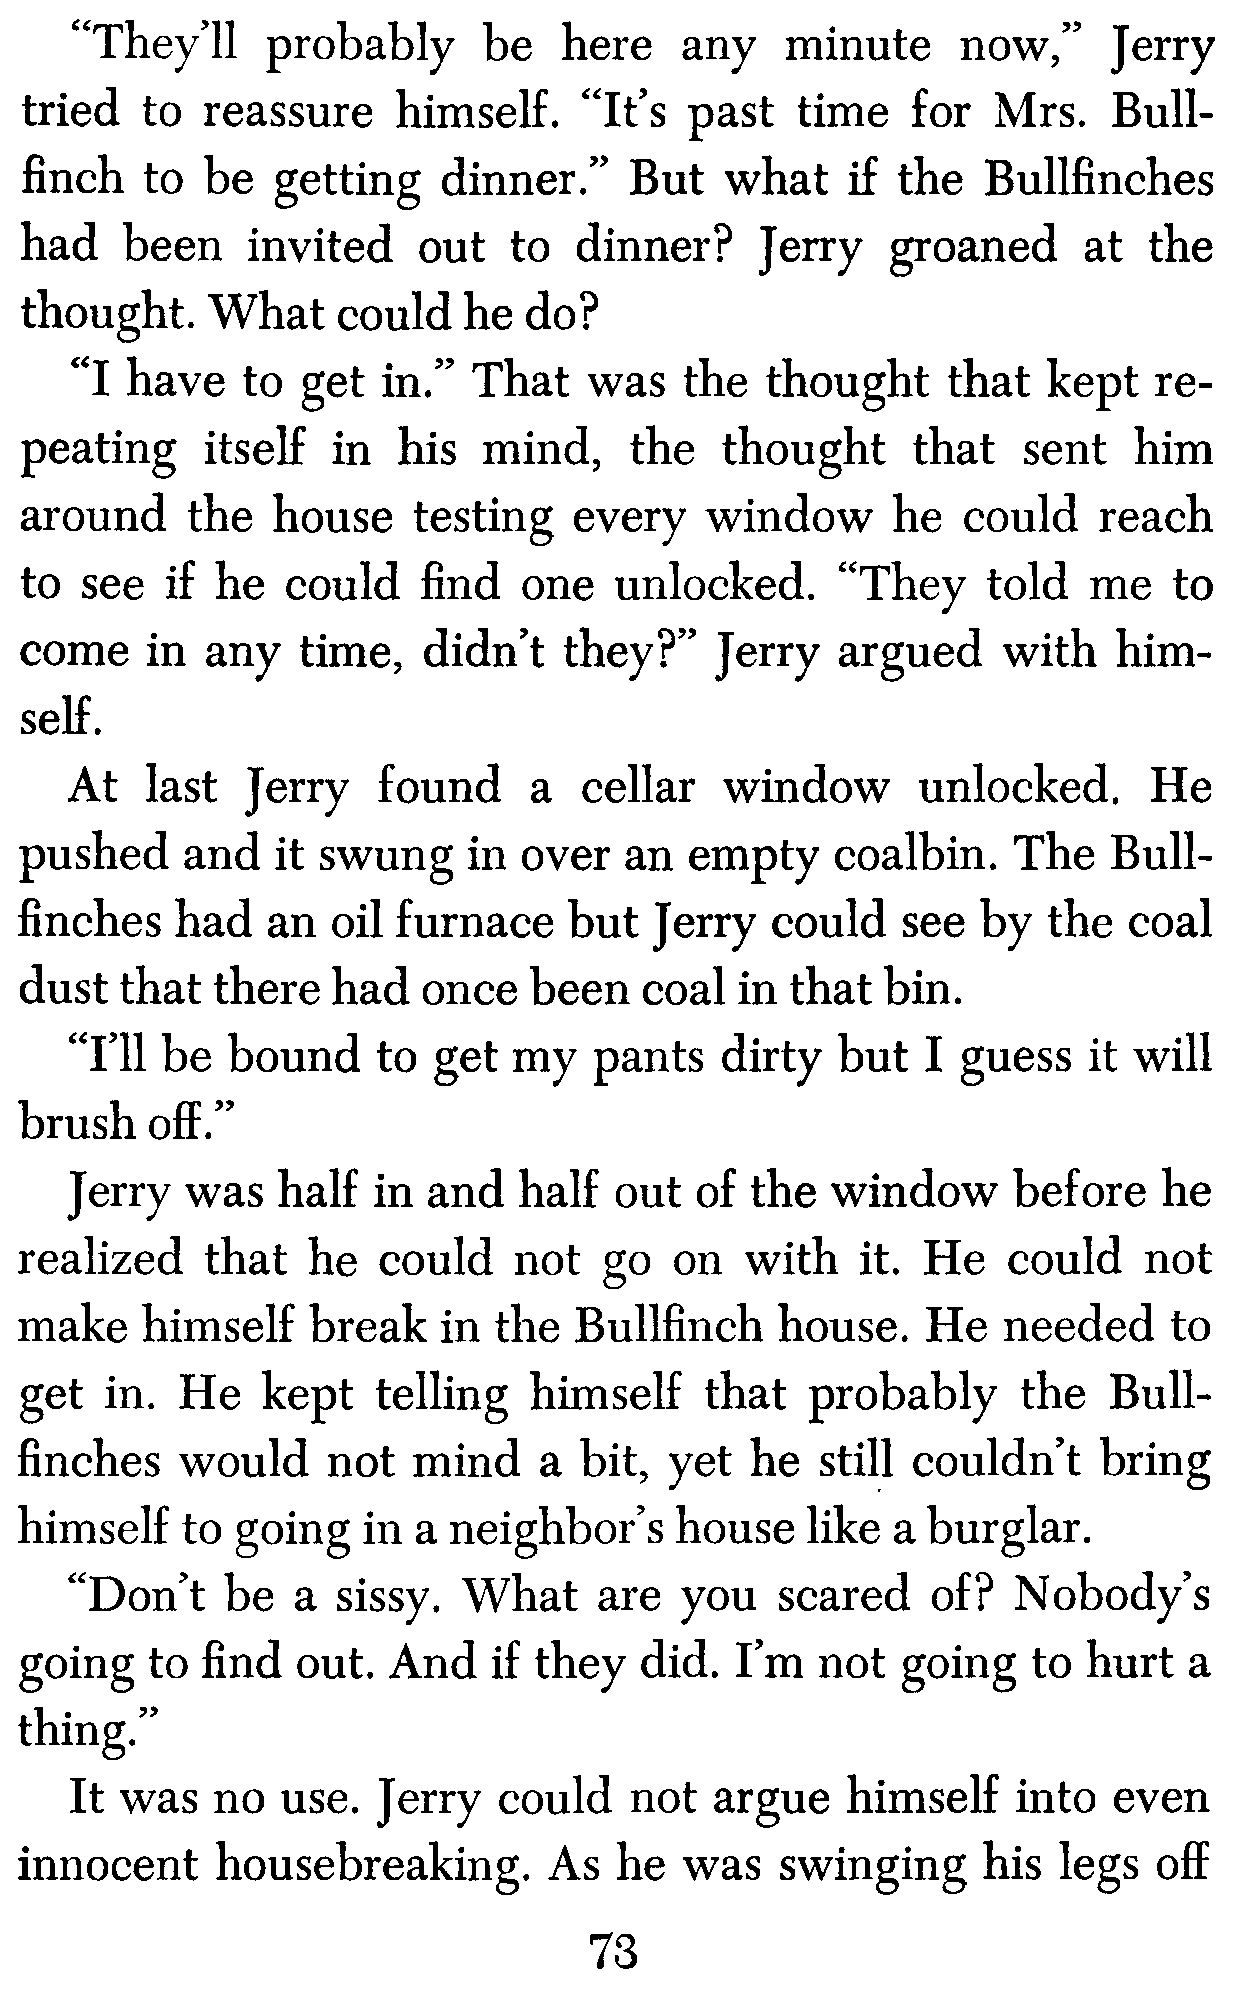 “They’ll probably be here any minute now,” Jerry
tried to reassure himself. “It’s past time for Mrs. Bull-
finch to be getting dinner.” But what if the Bullfinches
had been invited out to dinner? Jerry groaned at the
thought. What could he do?
“I have to get in.” That was the thought that kept re-
peating itself in his mind, the thought that sent him
around the house testing every window he could reach
to see if he could find one unlocked. “They told me to
come in any time, didn’t they?” Jerry argued with him-
self.
At last Jerry found a cellar window unlocked. He
pushed and it swung in over an empty coalbin. The Bull-
finches had an oil furnace but Jerry could see by the coal
dust that there had once been coal in that bin.
“I’ll be bound to get my pants dirty but I guess it will
brush off.”
Jerry was half in and half out of the window before he
realized that he could not go on with it. He could not
make himself break in the Bullfinch house. He needed to
get in. He kept telling himself that probably the Bull-
finches would not mind a bit, yet he still couldn’t bring
himself to going in a neighbor’s house like a burglar.
“Don’t be a sissy. What are you scared of? Nobody’s
going to find out. And if they did. I’m not going to hurt a
thing.”
It was no use. Jerry could not argue himself into even
innocent housebreaking. As he was swinging his legs off
73